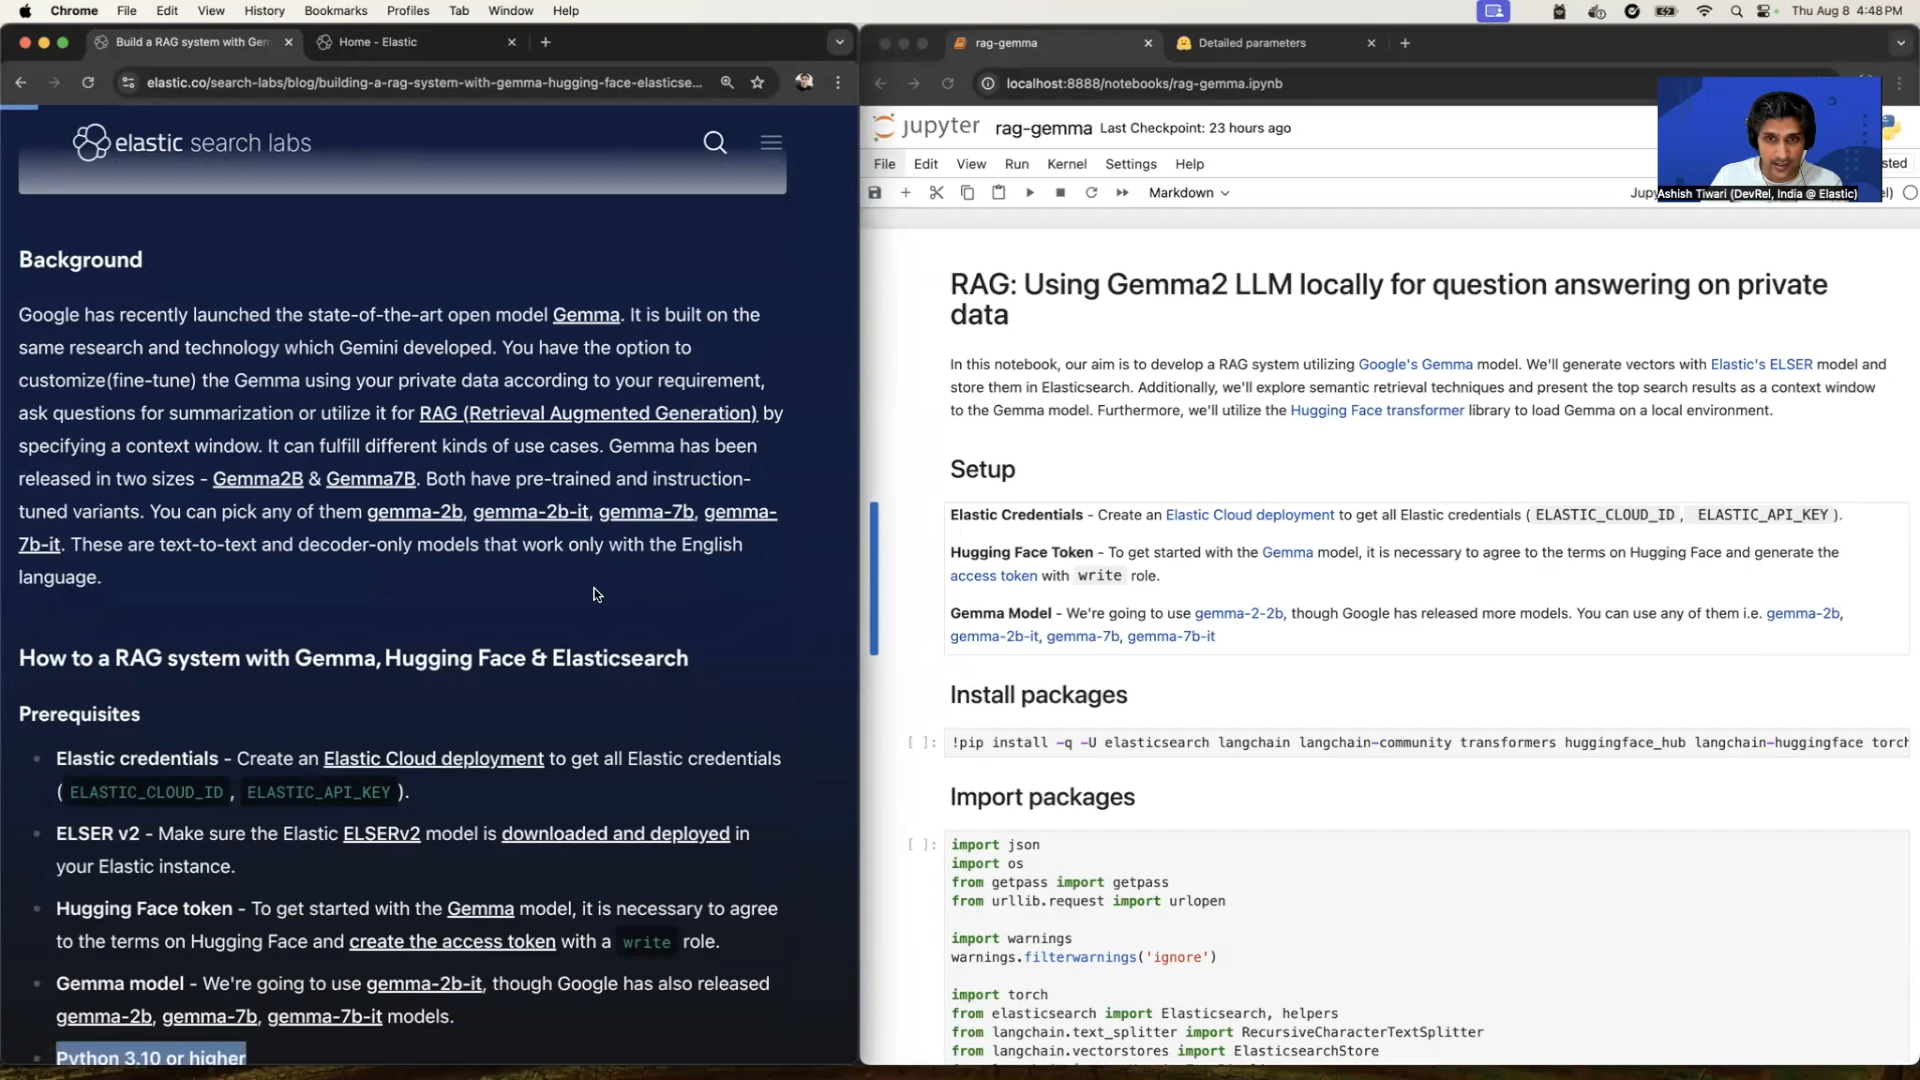 Chrome File Edit View History Bookmarks Profiles Tab Window Help
Thu Aug 8 4:48 PM
Build a RAG system with Gem
Home - Elastic
elastic.co/search-labs/blog/building-a-rag-system-with-gemma-hugging-face-elasticse...
elastic search labs
Background
Google has recently launched the state-of-the-art open model Gemma. It is built on the
same research and technology which Gemini developed. You have the option to
customize(fine-tune) the Gemma using your private data according to your requirement,
ask questions for summarization or utilize it for RAG (Retrieval Augmented Generation) by
specifying a context window. It can fulfill different kinds of use cases. Gemma has been
released in two sizes - Gemma2B & Gemma7B. Both have pre-trained and instruction-
tuned variants. You can pick any of them gemma-2b, gemma-2b-it, gemma-7b, gemma-
7b-it. These are text-to-text and decoder-only models that work only with the English
language.
How to a RAG system with Gemma, Hugging Face & Elasticsearch
Prerequisites
Elastic credentials - Create an Elastic Cloud deployment to get all Elastic credentials
( ELASTIC_CLOUD_ID , ELASTIC_API_KEY ).
ELSER v2 - Make sure the Elastic ELSERv2 model is downloaded and deployed in
your Elastic instance.
Hugging Face token - To get started with the Gemma model, it is necessary to agree
to the terms on Hugging Face and create the access token with a write role.
Gemma model - We're going to use gemma-2b-it, though Google has also released
gemma-2b, gemma-7b, gemma-7b-it models.
Python 3.10 or higher
rag-gemma
Detailed parameters
localhost:8888/notebooks/rag-gemma.ipynb
jupyter rag-gemma Last Checkpoint: 23 hours ago
File Edit View Run Kernel Settings Help
Markdown
Ashish Tiwari (DevRel, India @ Elastic)
RAG: Using Gemma2 LLM locally for question answering on private
data
In this notebook, our aim is to develop a RAG system utilizing Google's Gemma model. We'll generate vectors with Elastic's ELSER model and
store them in Elasticsearch. Additionally, we'll explore semantic retrieval techniques and present the top search results as a context window
to the Gemma model. Furthermore, we'll utilize the Hugging Face transformer library to load Gemma on a local environment.
Setup
Elastic Credentials - Create an Elastic Cloud deployment to get all Elastic credentials ( ELASTIC_CLOUD_ID , ELASTIC_API_KEY ).
Hugging Face Token - To get started with the Gemma model, it is necessary to agree to the terms on Hugging Face and generate the
access token with write role.
Gemma Model - We're going to use gemma-2-2b, though Google has released more models. You can use any of them i.e. gemma-2b,
gemma-2b-it, gemma-7b, gemma-7b-it
Install packages
[ ]: !pip install -q -U elasticsearch langchain langchain-community transformers huggingface_hub langchain-huggingface torch
Import packages
[ ]: import json
import os
from getpass import getpass
from urllib.request import urlopen
import warnings
warnings.filterwarnings('ignore')
import torch
from elasticsearch import Elasticsearch, helpers
from langchain.text_splitter import RecursiveCharacterTextSplitter
from langchain.vectorstores import ElasticsearchStore